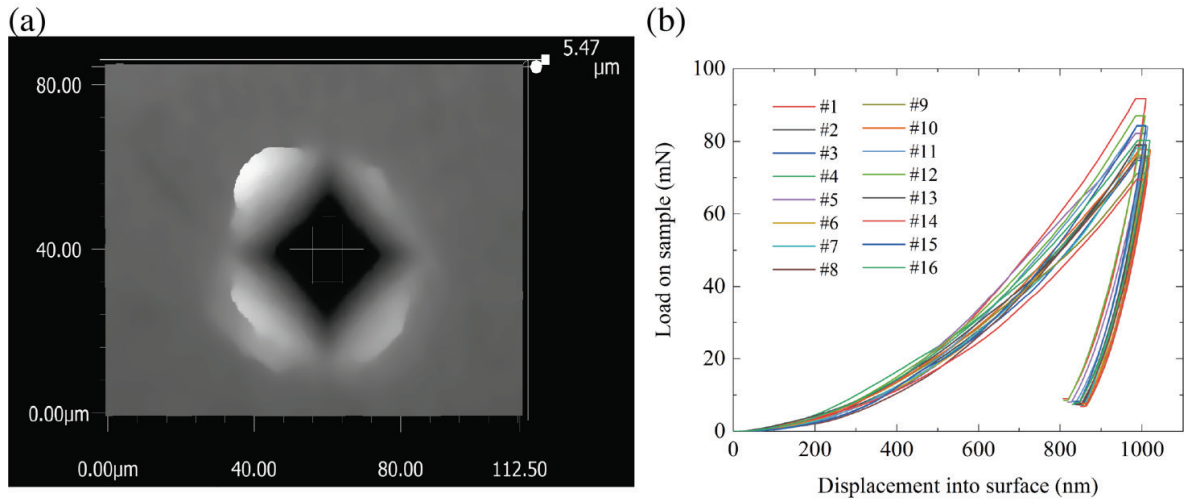 (a)
5.47
μm
80.00
40.00
0.00μm
0.00μm 40.00 80.00 112.50
(b)
Load on sample (mN)
100
80
60
40
20
0
#1 #9
#2 #10
#3 #11
#4 #12
#5 #13
#6 #14
#7 #15
#8 #16
0 200 400 600 800 1000
Displacement into surface (nm)